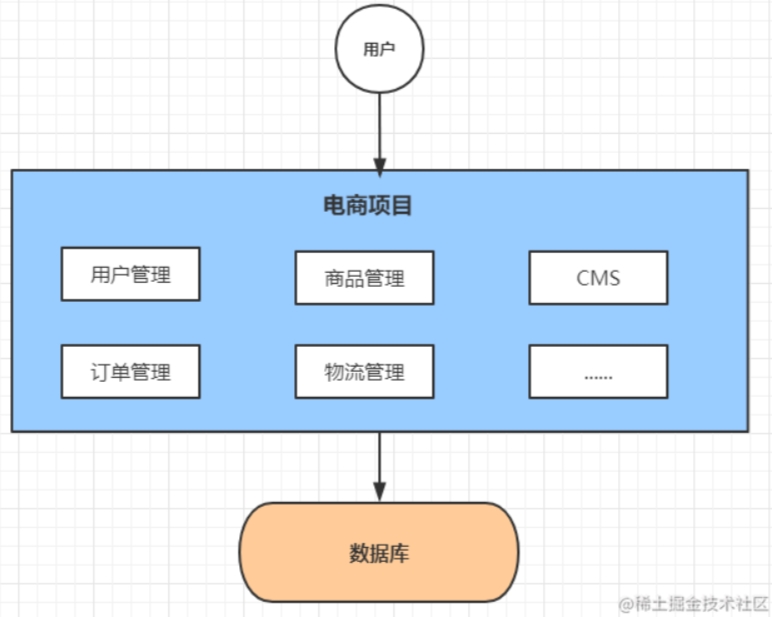 用户
电商项目
用户管理
商品管理
CMS
订单管理
物流管理
......
数据库
@稀土掘金技术社区